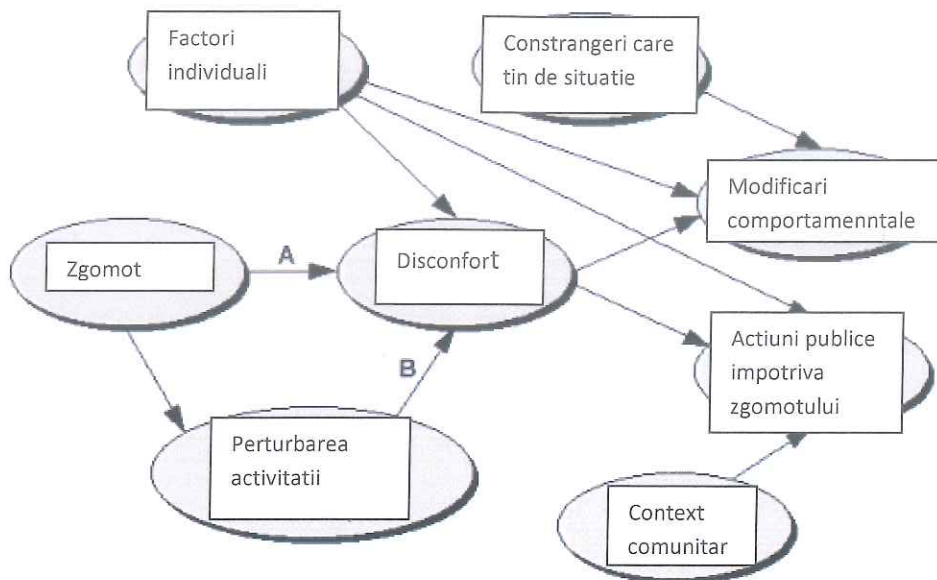 Factori
individuali
Constrangeri care
tin de situatie
Modificari
comportamenntale
Zgomot
A
Disconfort
Actiuni publice
impotriva
zgomotului
B
Perturbarea
activitatii
Context
comunitar